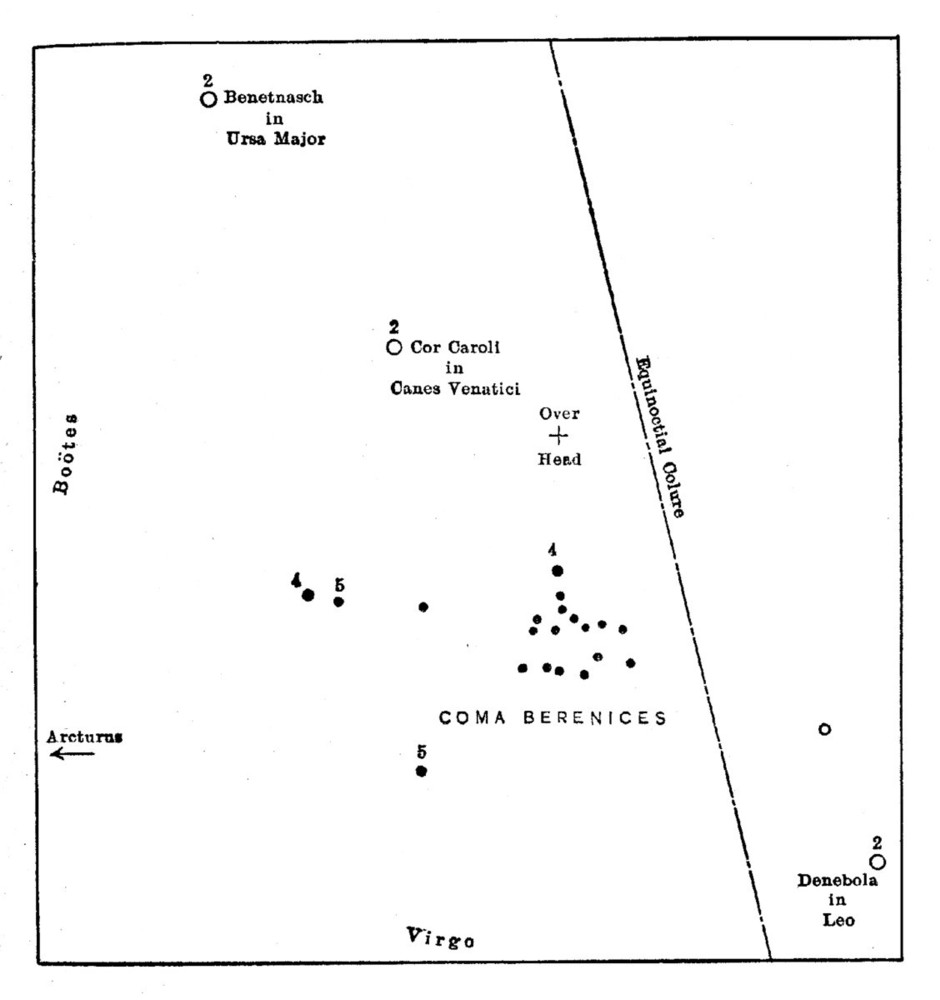 2
Benetnasch
in
Ursa Major
2
Cor Caroli
in
Canes Venatici
Over
Head
Equinoctial Colure
Boötes
4
4
5
COMA BERENICES
Arcturus
5
2
Denebola
in
Leo
Virgo